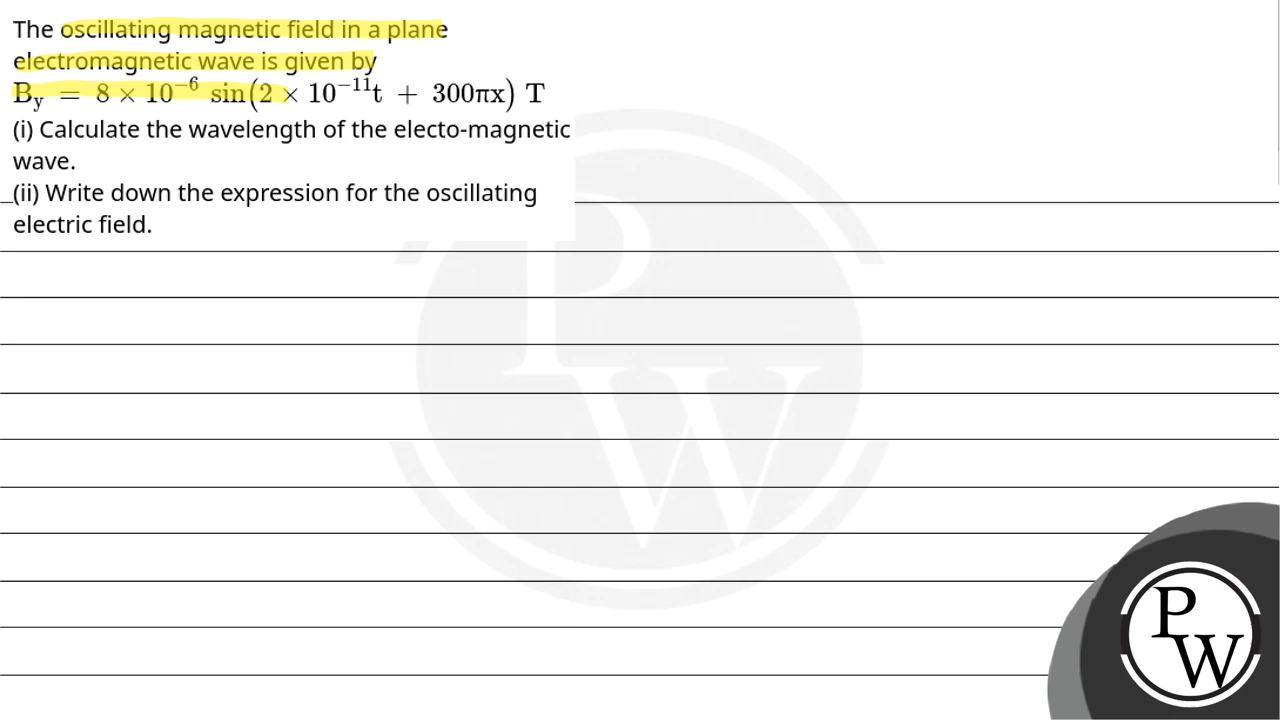 The oscillating magnetic field in a plane
electromagnetic wave is given by
B_y = 8 × 10^−6 sin(2 × 10^−11t + 300πx) T
(i) Calculate the wavelength of the electo-magnetic
wave.
(ii) Write down the expression for the oscillating
electric field.
P
W
P
W